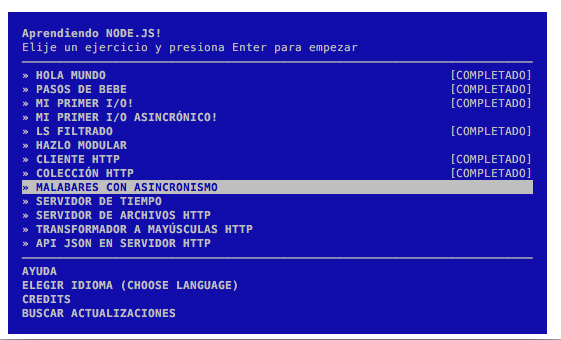 Aprendiendo NODE.JS!
Elije un ejercicio y presiona Enter para empezar
» HOLA MUNDO [COMPLETADO]
» PASOS DE BEBE [COMPLETADO]
» MI PRIMER I/O! [COMPLETADO]
» MI PRIMER I/O ASINCRÓNICO!
» LS FILTRADO [COMPLETADO]
» HAZLO MODULAR
» CLIENTE HTTP [COMPLETADO]
» COLECCIÓN HTTP [COMPLETADO]
» MALABARES CON ASINCRONISMO
» SERVIDOR DE TIEMPO
» SERVIDOR DE ARCHIVOS HTTP
» TRANSFORMADOR A MAYÚSCULAS HTTP
» API JSON EN SERVIDOR HTTP
AYUDA
ELEGIR IDIOMA (CHOOSE LANGUAGE)
CREDITS
BUSCAR ACTUALIZACIONES